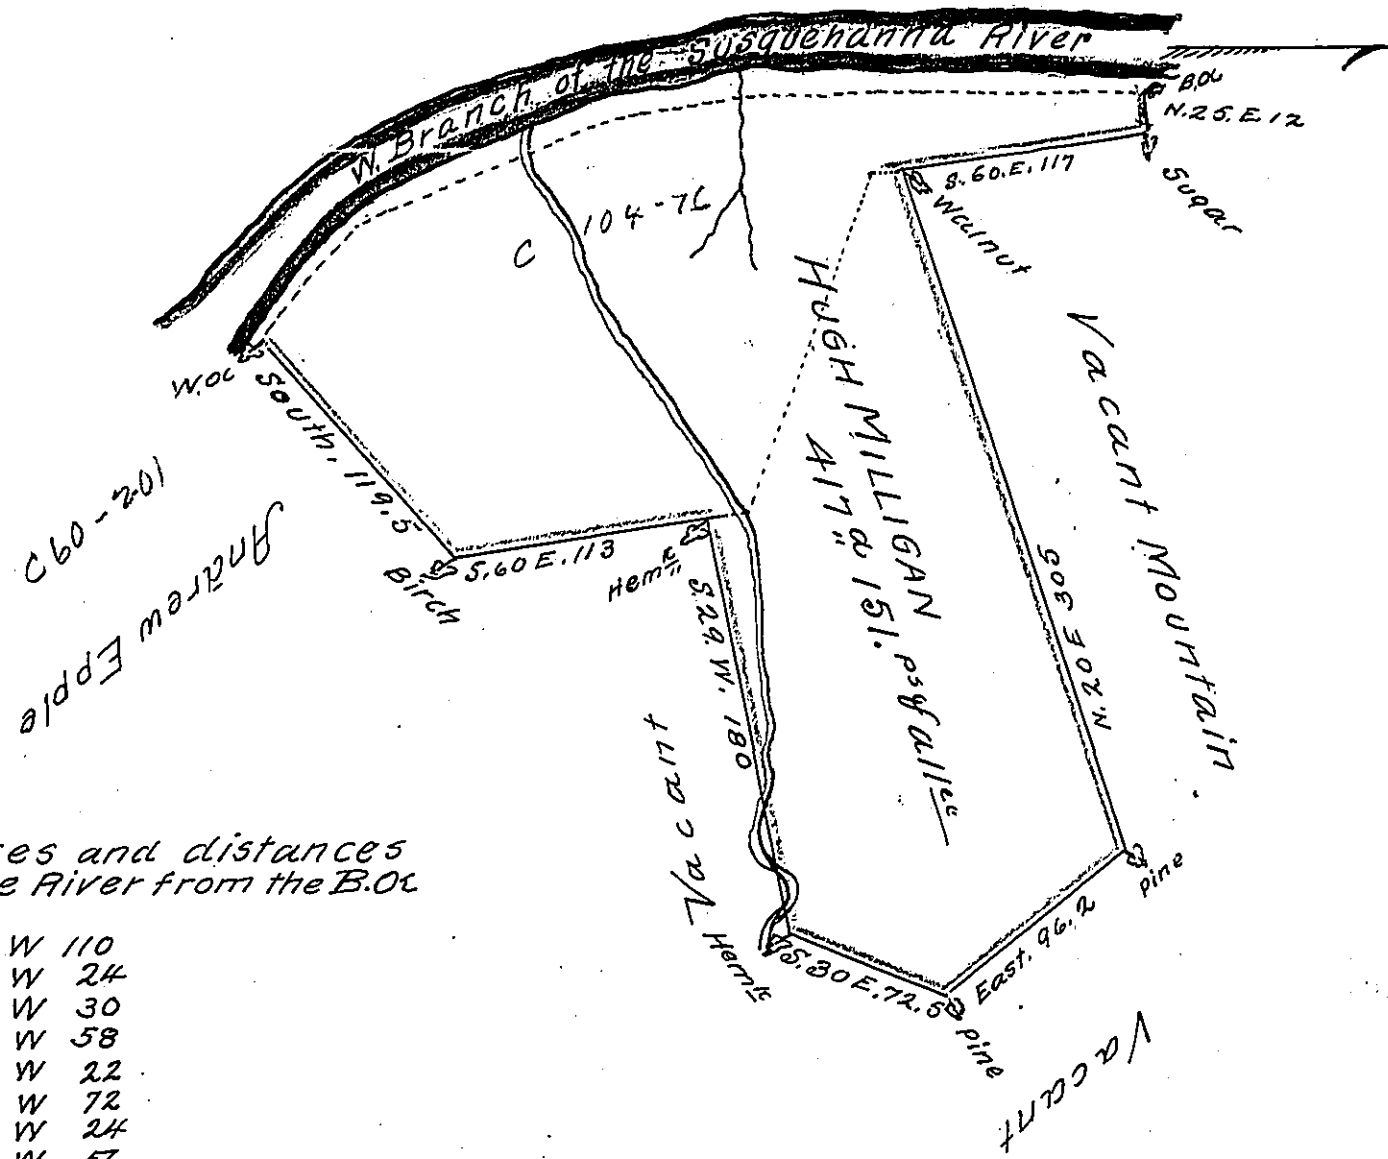 W. Branch of the Susquehanna River
B.Oc
N. 25. E. 12
Sugar
S. 60. E. 117
Walnut
104-76
C
HUGH MILLIGAN
417 a 151. ps & all ce
Vacant Mountain
N. 20 E 305
W.Oc
South. 119.5
C60-201
Andrew Epple
Birch
S. 60 E. 113
Hemk
S. 29. W. 180
Vacant
Hemk
S. 30 E. 72.5
pine
East. 96.2
pine
Vacant
es and distances
e River from the B.Oc
W 110
W 24
W 30
W 58
W 22
W 72
W 24